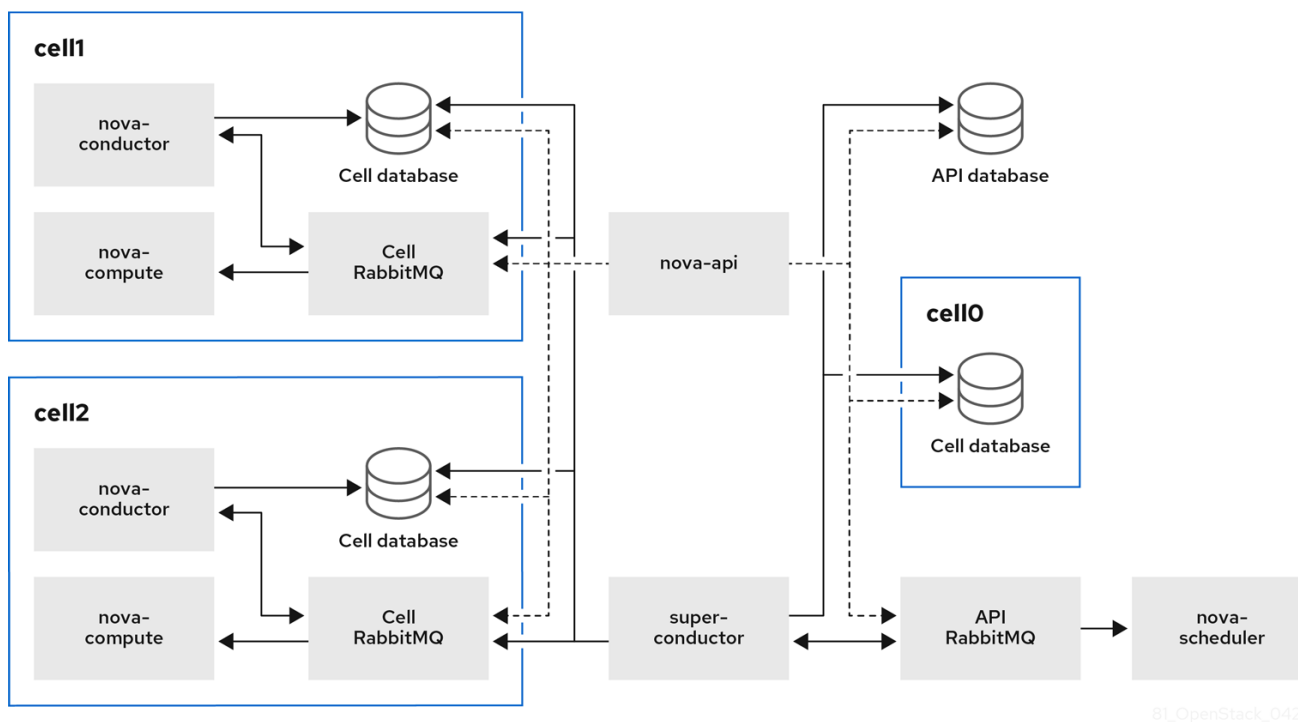 cell1
nova-
conductor
Cell database
nova-
compute
Cell
RabbitMQ
nova-api
API database
cell0
Cell database
cell2
nova-
conductor
Cell database
nova-
compute
Cell
RabbitMQ
super-
conductor
API
RabbitMQ
nova-
scheduler
81_OpenStack_042